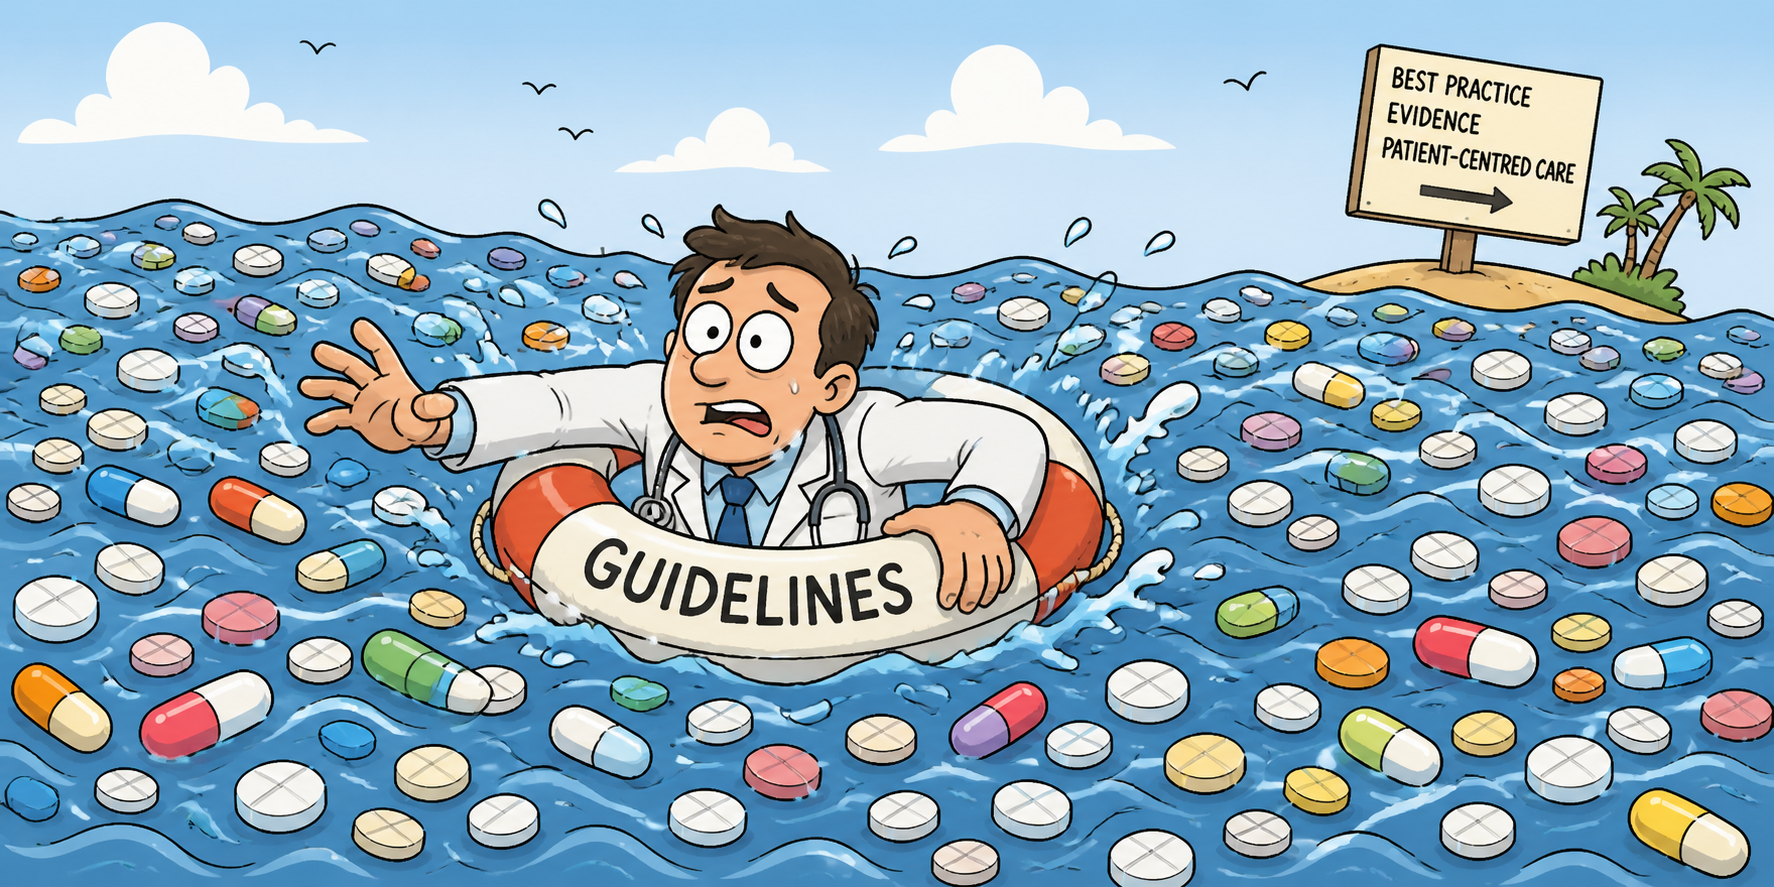 BEST PRACTICE
EVIDENCE
PATIENT-CENTRED CARE
GUIDELINES